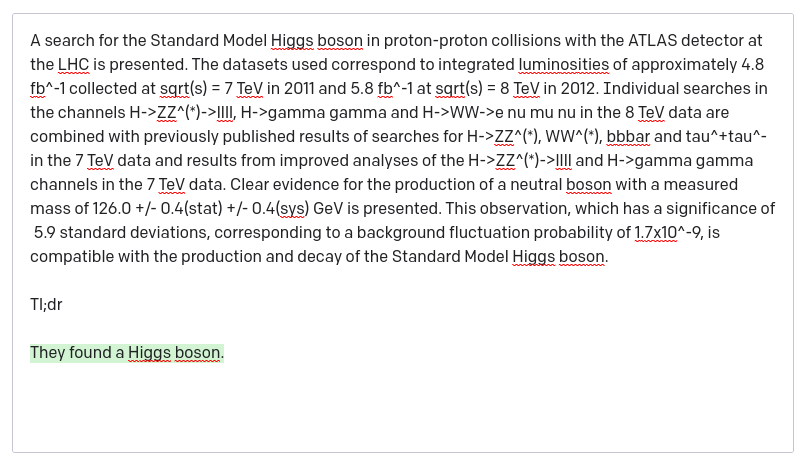 A search for the Standard Model Higgs boson in proton-proton collisions with the ATLAS detector at
the LHC is presented. The datasets used correspond to integrated luminosities of approximately 4.8
fb^-1 collected at sqrt(s) = 7 TeV in 2011 and 5.8 fb^-1 at sqrt(s) = 8 TeV in 2012. Individual searches in
the channels H->ZZ^(*)->llll, H->gamma gamma and H->WW->e nu mu nu in the 8 TeV data are
combined with previously published results of searches for H->ZZ^(*), WW^(*), bbbar and tau^+tau^-
in the 7 TeV data and results from improved analyses of the H->ZZ^(*)->llll and H->gamma gamma
channels in the 7 TeV data. Clear evidence for the production of a neutral boson with a measured
mass of 126.0 +/- 0.4(stat) +/- 0.4(sys) GeV is presented. This observation, which has a significance of
5.9 standard deviations, corresponding to a background fluctuation probability of 1.7x10^-9, is
compatible with the production and decay of the Standard Model Higgs boson.
Tl;dr
They found a Higgs boson.